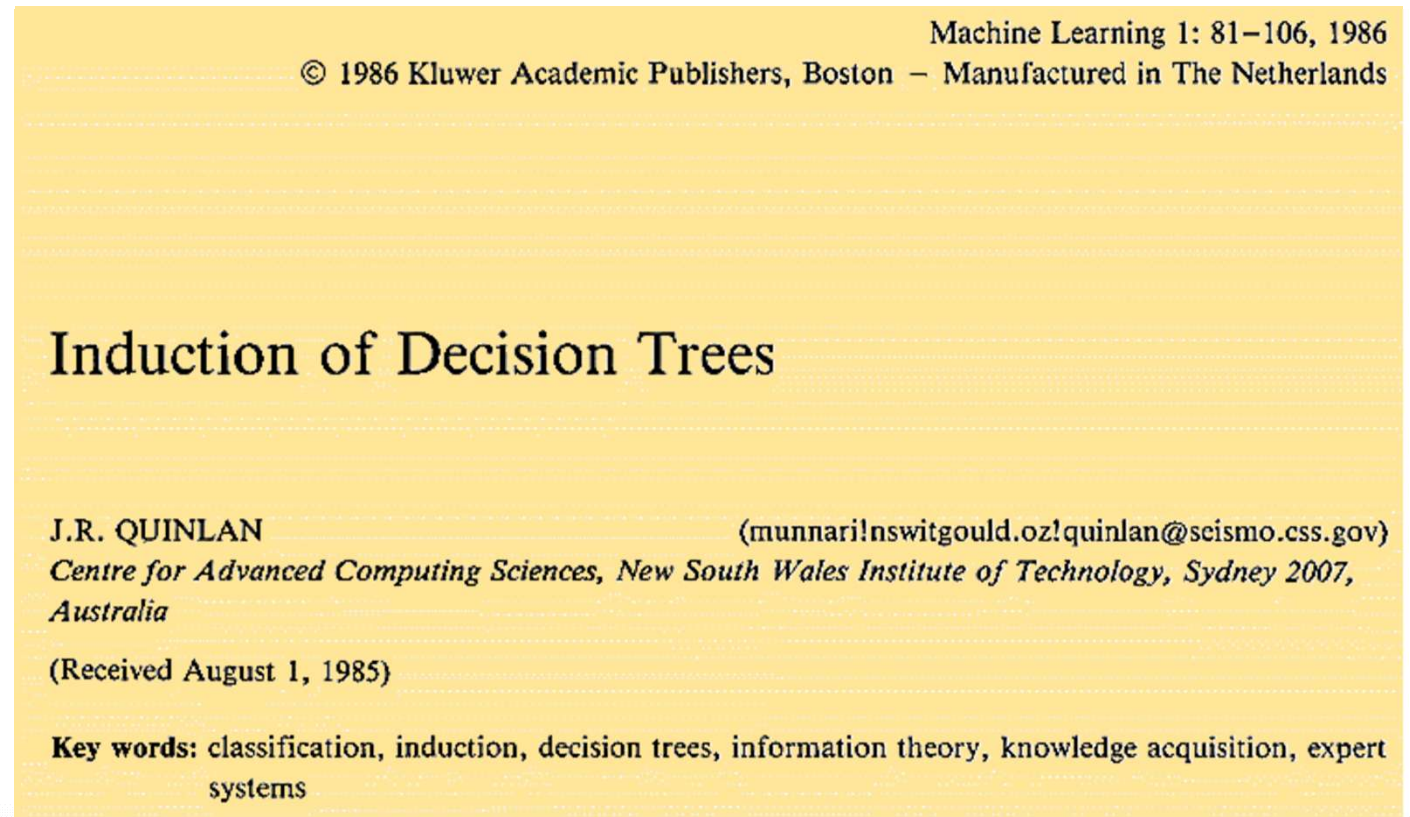 Machine Learning 1: 81–106, 1986
© 1986 Kluwer Academic Publishers, Boston – Manufactured in The Netherlands
Induction of Decision Trees
J.R. QUINLAN (munnari!nswitgould.oz!quinlan@seismo.css.gov)
Centre for Advanced Computing Sciences, New South Wales Institute of Technology, Sydney 2007,
Australia
(Received August 1, 1985)
Key words: classification, induction, decision trees, information theory, knowledge acquisition, expert
systems